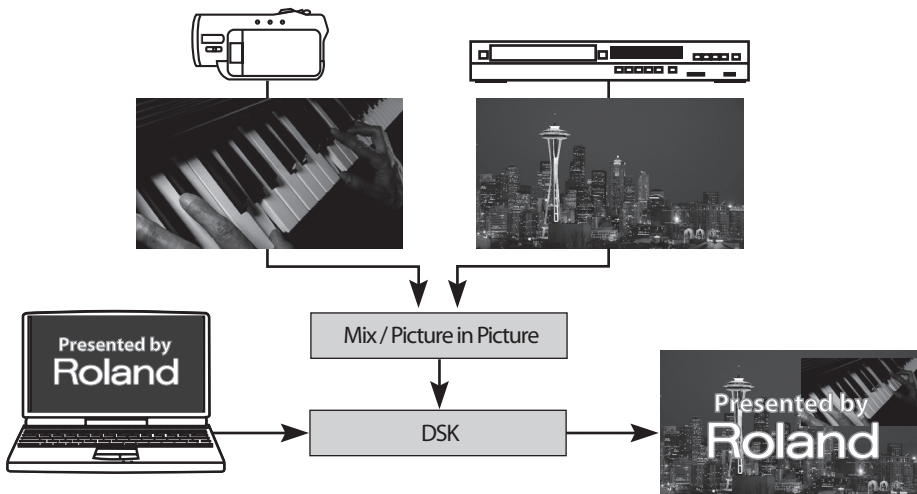 Mix / Picture in Picture
Presented by
Roland
DSK
Presented by
Roland